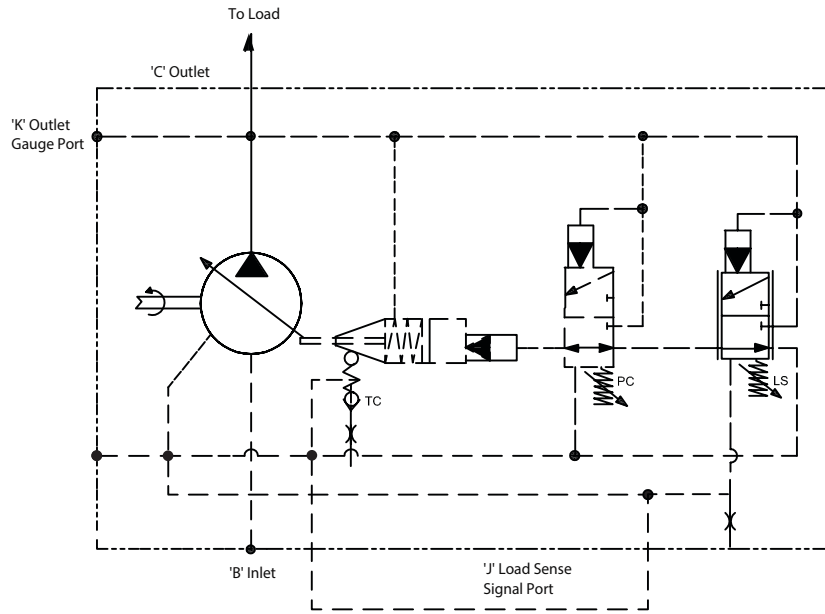 To Load
'C' Outlet
'K' Outlet
Gauge Port
PC
LS
TC
'B' Inlet
'J' Load Sense
Signal Port